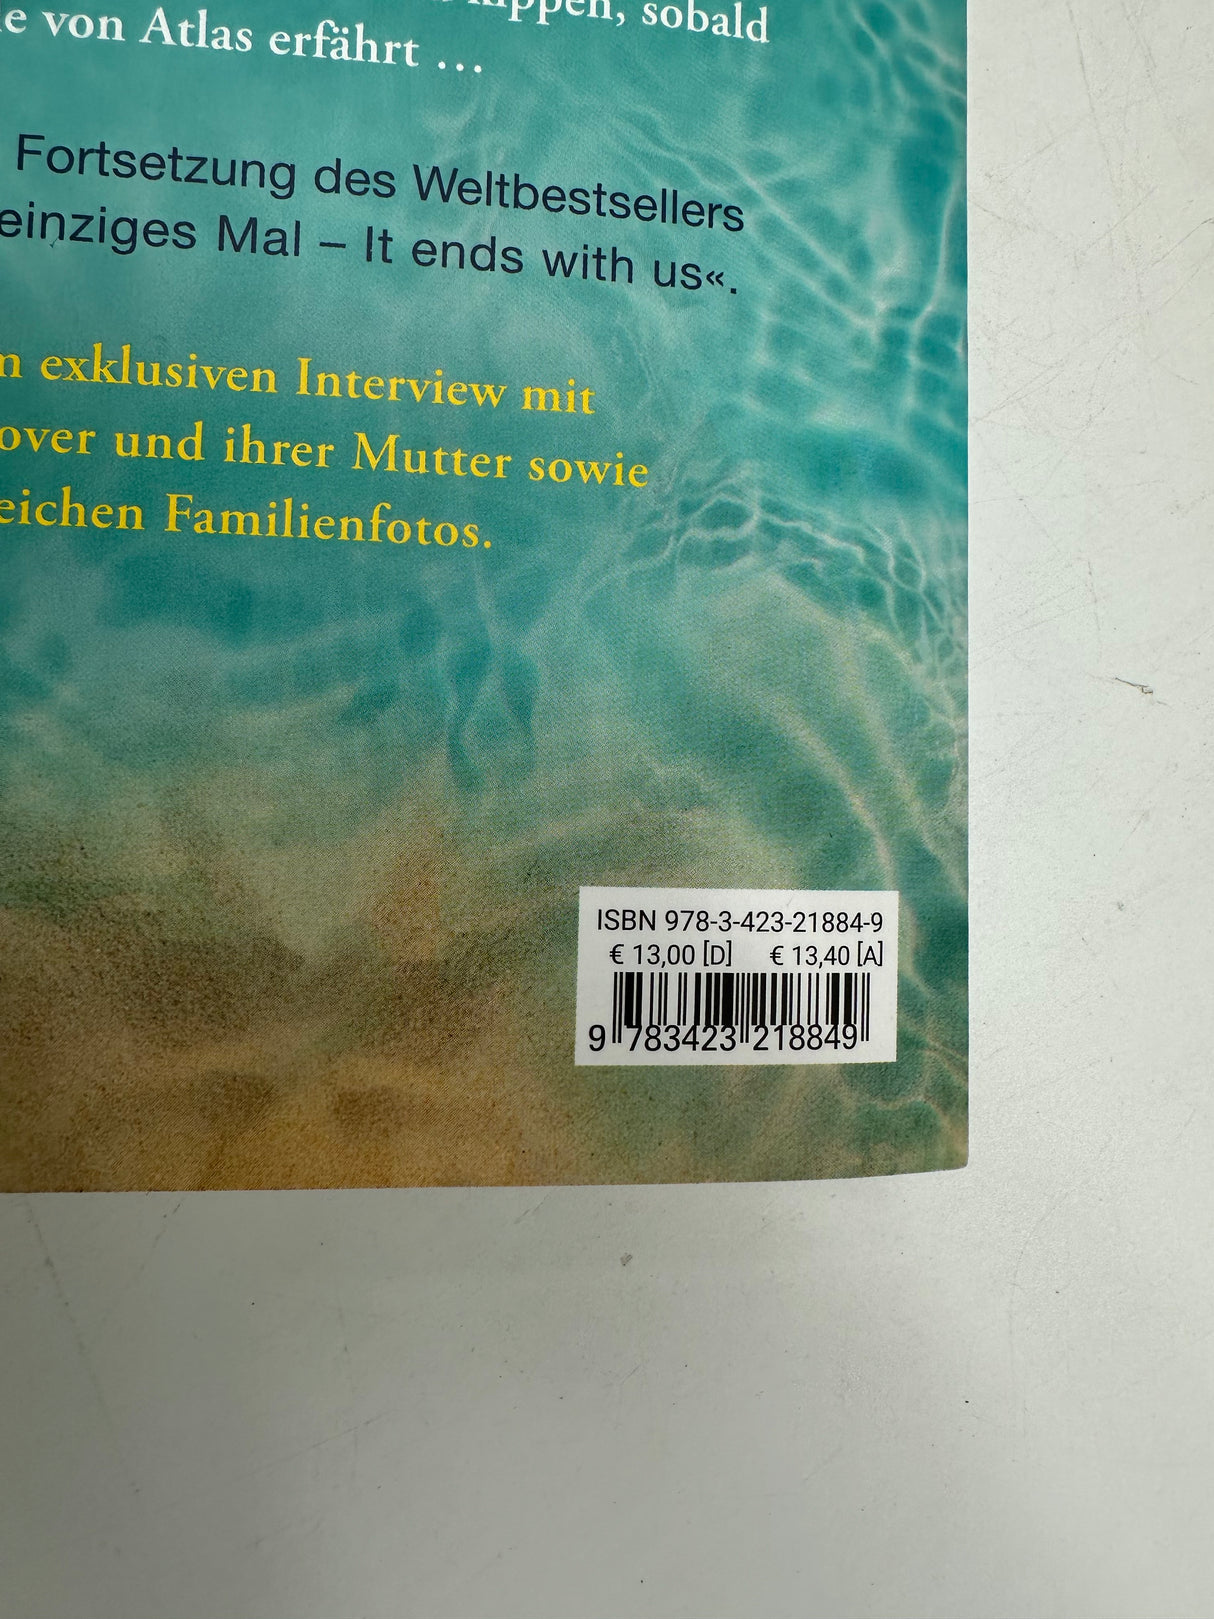 sobald
von Atlas erfährt ...
Fortsetzung des Weltbestsellers
einziges Mal – It ends with us«.
exklusiven Interview mit
over und ihrer Mutter sowie
eichen Familienfotos.
ISBN 978-3-423-21884-9
€ 13,00 [D] € 13,40 [A]
9 783423 218849